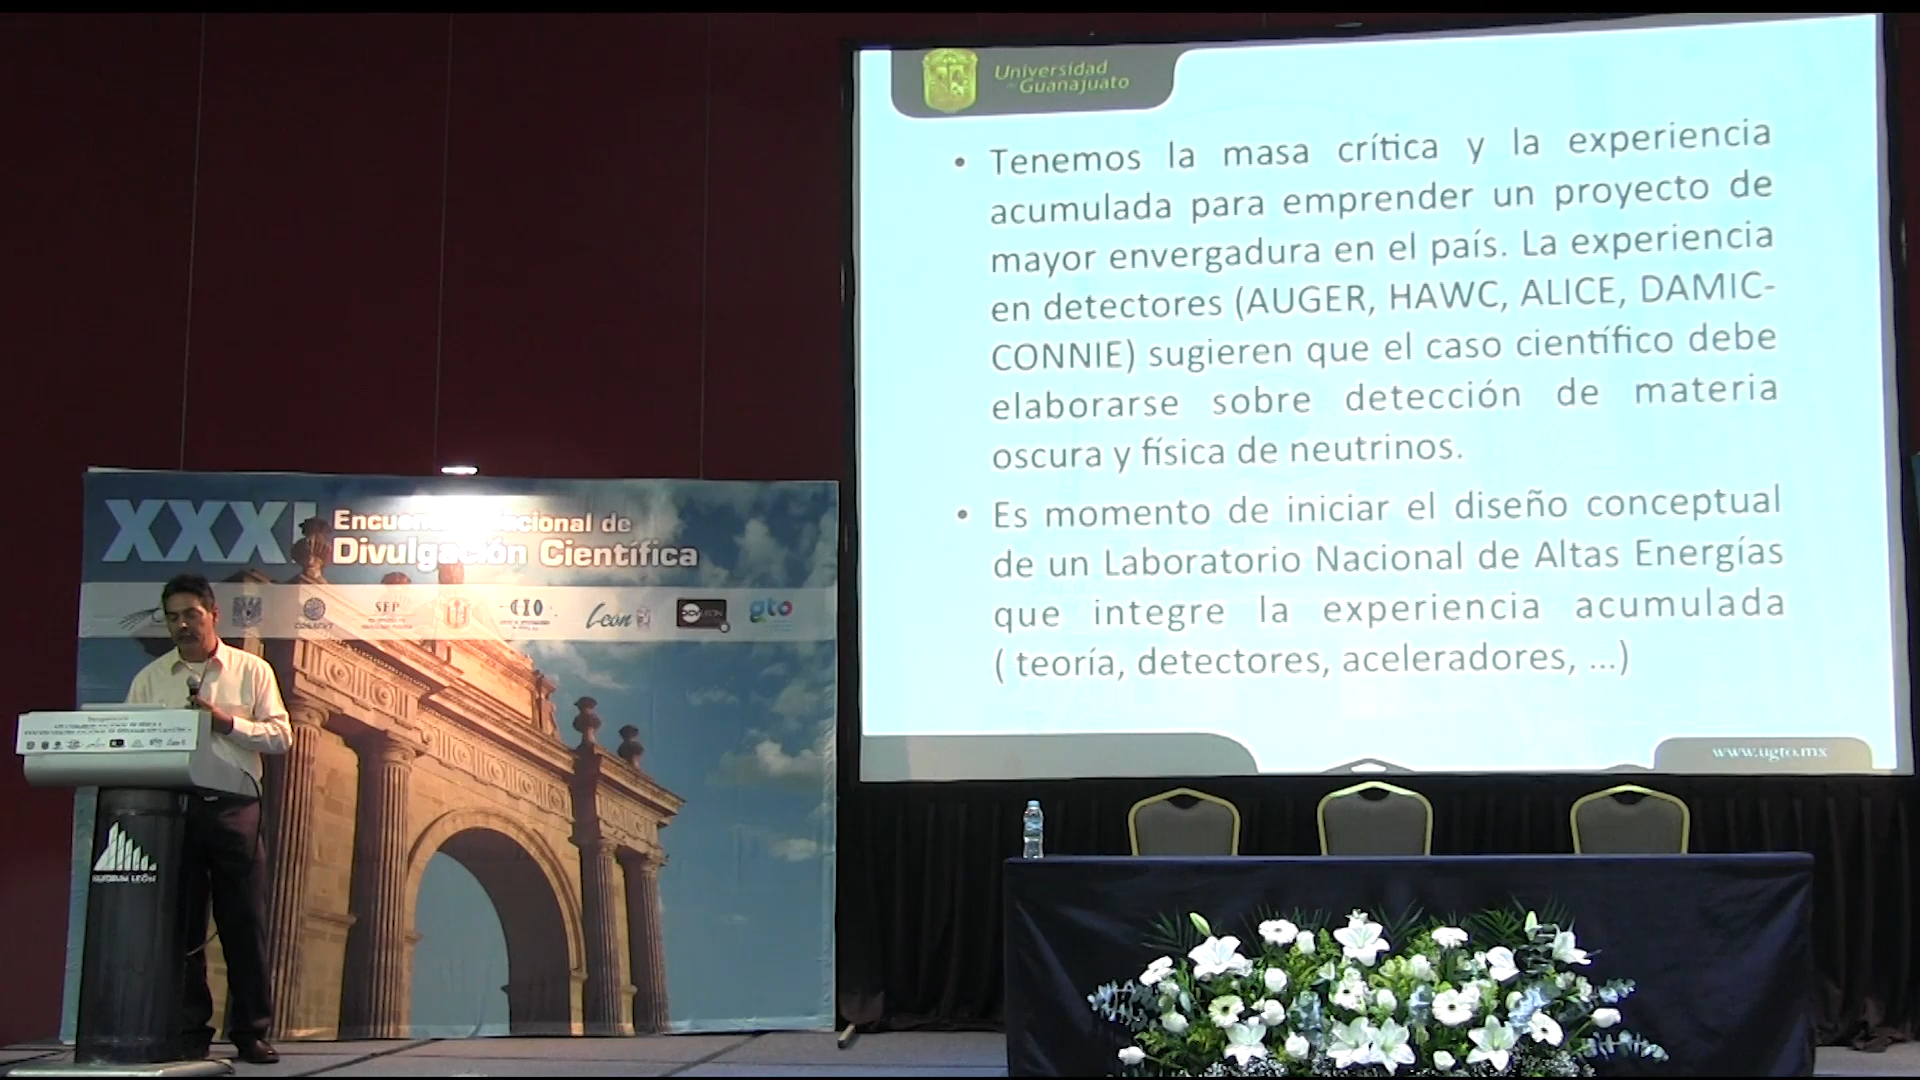 Universidad
de Guanajuato
• Tenemos la masa crítica y la experiencia
acumulada para emprender un proyecto de
mayor envergadura en el país. La experiencia
en detectores (AUGER, HAWC, ALICE, DAMIC-
CONNIE) sugieren que el caso científico debe
elaborarse sobre detección de materia
oscura y física de neutrinos.
• Es momento de iniciar el diseño conceptual
de un Laboratorio Nacional de Altas Energías
que integre la experiencia acumulada
( teoría, detectores, aceleradores, ...)
www.ugto.mx
XXXI
Encuentro Nacional de
Divulgación Científica
SEP
CIO
León
gto